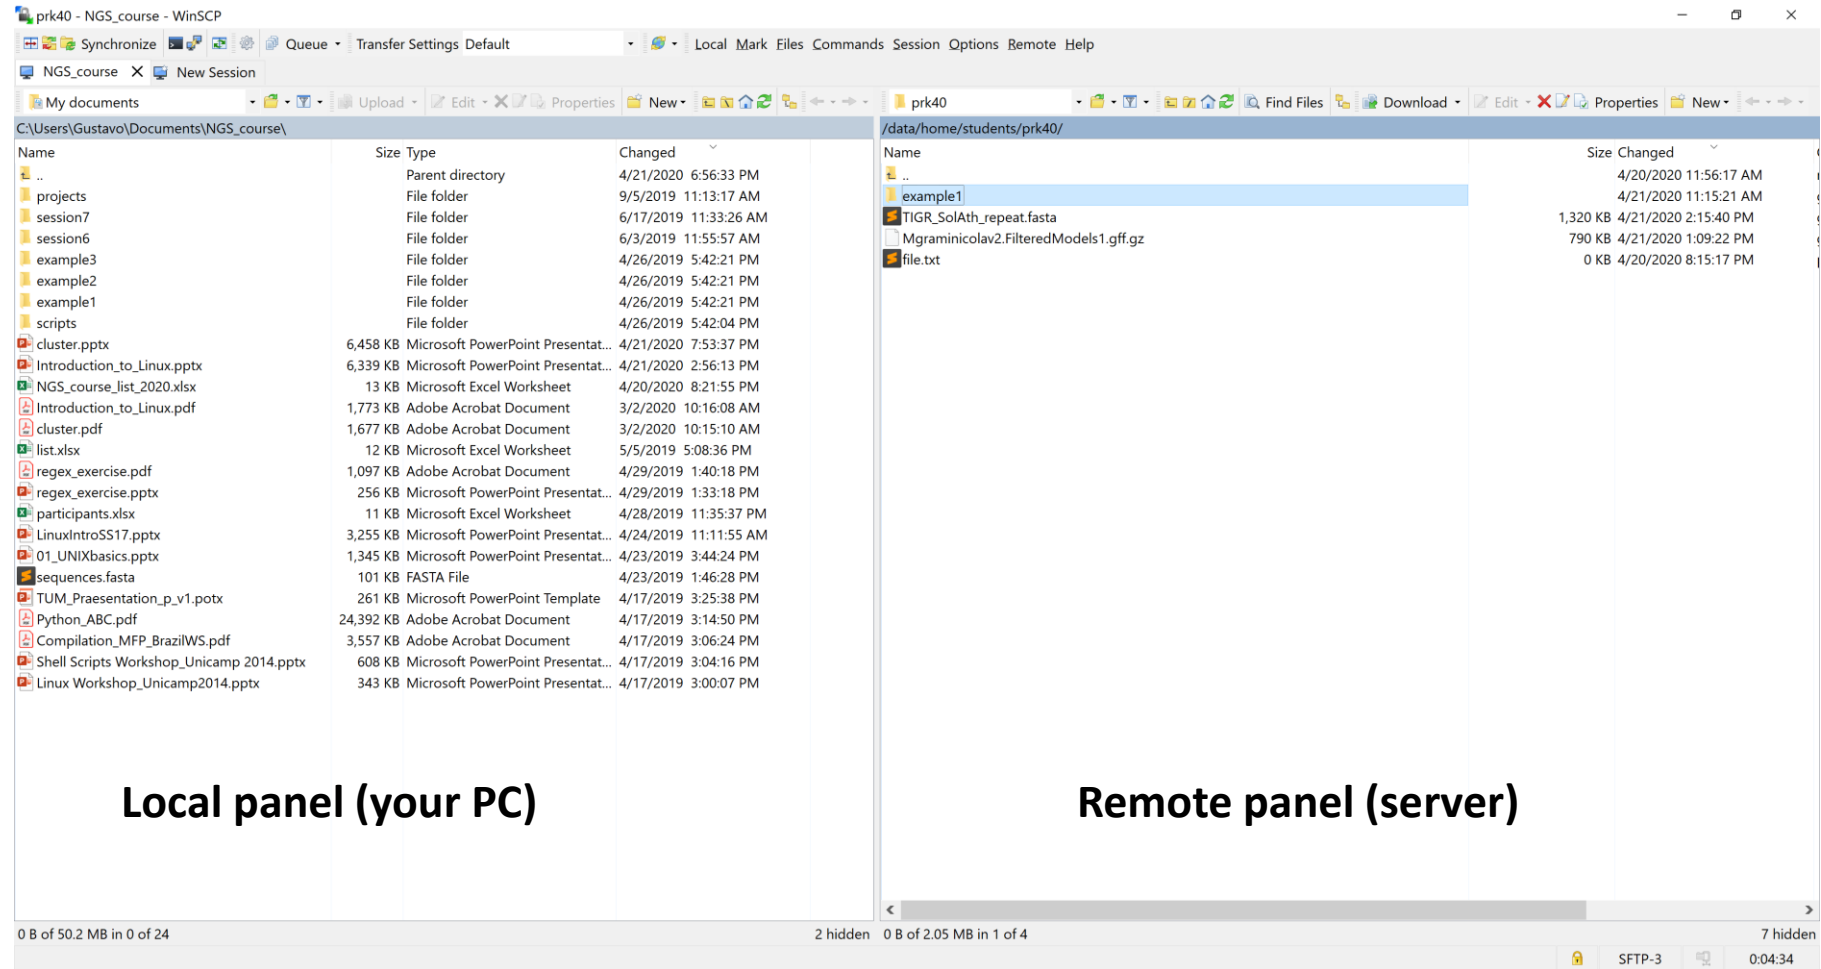 prk40 - NGS_course - WinSCP
Synchronize Queue Transfer Settings Default Local Mark Files Commands Session Options Remote Help
NGS_course New Session
My documents Upload Edit Properties New prk40 Find Files Download Edit Properties New
C:\Users\Gustavo\Documents\NGS_course\
Name Size Type Changed
.. Parent directory 4/21/2020 6:56:33 PM
projects File folder 9/5/2019 11:13:17 AM
session7 File folder 6/17/2019 11:33:26 AM
session6 File folder 6/3/2019 11:55:57 AM
example3 File folder 4/26/2019 5:42:21 PM
example2 File folder 4/26/2019 5:42:21 PM
example1 File folder 4/26/2019 5:42:21 PM
scripts File folder 4/26/2019 5:42:04 PM
cluster.pptx 6,458 KB Microsoft PowerPoint Presentat... 4/21/2020 7:53:37 PM
Introduction_to_Linux.pptx 6,339 KB Microsoft PowerPoint Presentat... 4/21/2020 2:56:13 PM
NGS_course_list_2020.xlsx 13 KB Microsoft Excel Worksheet 4/20/2020 8:21:55 PM
Introduction_to_Linux.pdf 1,773 KB Adobe Acrobat Document 3/2/2020 10:16:08 AM
cluster.pdf 1,677 KB Adobe Acrobat Document 3/2/2020 10:15:10 AM
list.xlsx 12 KB Microsoft Excel Worksheet 5/5/2019 5:08:36 PM
regex_exercise.pdf 1,097 KB Adobe Acrobat Document 4/29/2019 1:40:18 PM
regex_exercise.pptx 256 KB Microsoft PowerPoint Presentat... 4/29/2019 1:33:18 PM
participants.xlsx 11 KB Microsoft Excel Worksheet 4/28/2019 11:35:37 PM
LinuxIntroSS17.pptx 3,255 KB Microsoft PowerPoint Presentat... 4/24/2019 11:11:55 AM
01_UNIXbasics.pptx 1,345 KB Microsoft PowerPoint Presentat... 4/23/2019 3:44:24 PM
sequences.fasta 101 KB FASTA File 4/23/2019 1:46:28 PM
TUM_Praesentation_p_v1.potx 261 KB Microsoft PowerPoint Template 4/17/2019 3:25:38 PM
Python_ABC.pdf 24,392 KB Adobe Acrobat Document 4/17/2019 3:14:50 PM
Compilation_MFP_BrazilWS.pdf 3,557 KB Adobe Acrobat Document 4/17/2019 3:06:24 PM
Shell Scripts Workshop_Unicamp 2014.pptx 608 KB Microsoft PowerPoint Presentat... 4/17/2019 3:04:16 PM
Linux Workshop_Unicamp2014.pptx 343 KB Microsoft PowerPoint Presentat... 4/17/2019 3:00:07 PM
Local panel (your PC)
0 B of 50.2 MB in 0 of 24 2 hidden
/data/home/students/prk40/
Name Size Changed
.. 4/20/2020 11:56:17 AM
example1 4/21/2020 11:15:21 AM
TIGR_SolAth_repeat.fasta 1,320 KB 4/21/2020 2:15:40 PM
Mgraminicolav2.FilteredModels1.gff.gz 790 KB 4/21/2020 1:09:22 PM
file.txt 0 KB 4/20/2020 8:15:17 PM
Remote panel (server)
0 B of 2.05 MB in 1 of 4 7 hidden
SFTP-3 0:04:34